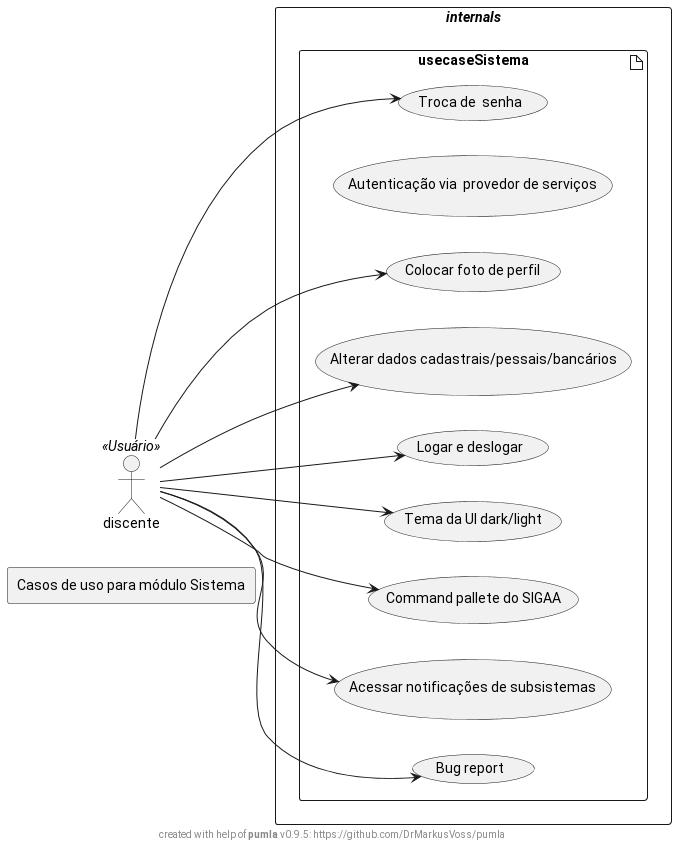 internals
usecaseSistema
Troca de  senha
Autenticação via  provedor de serviços
Colocar foto de perfil
Alterar dados cadastrais/pessais/bancários
Logar e deslogar
«Usuário»
discente
Tema da UI dark/light
Casos de uso para módulo Sistema
Command pallete do SIGAA
Acessar notificações de subsistemas
Bug report
created with help of pumla v0.9.5: https://github.com/DrMarkusVoss/pumla